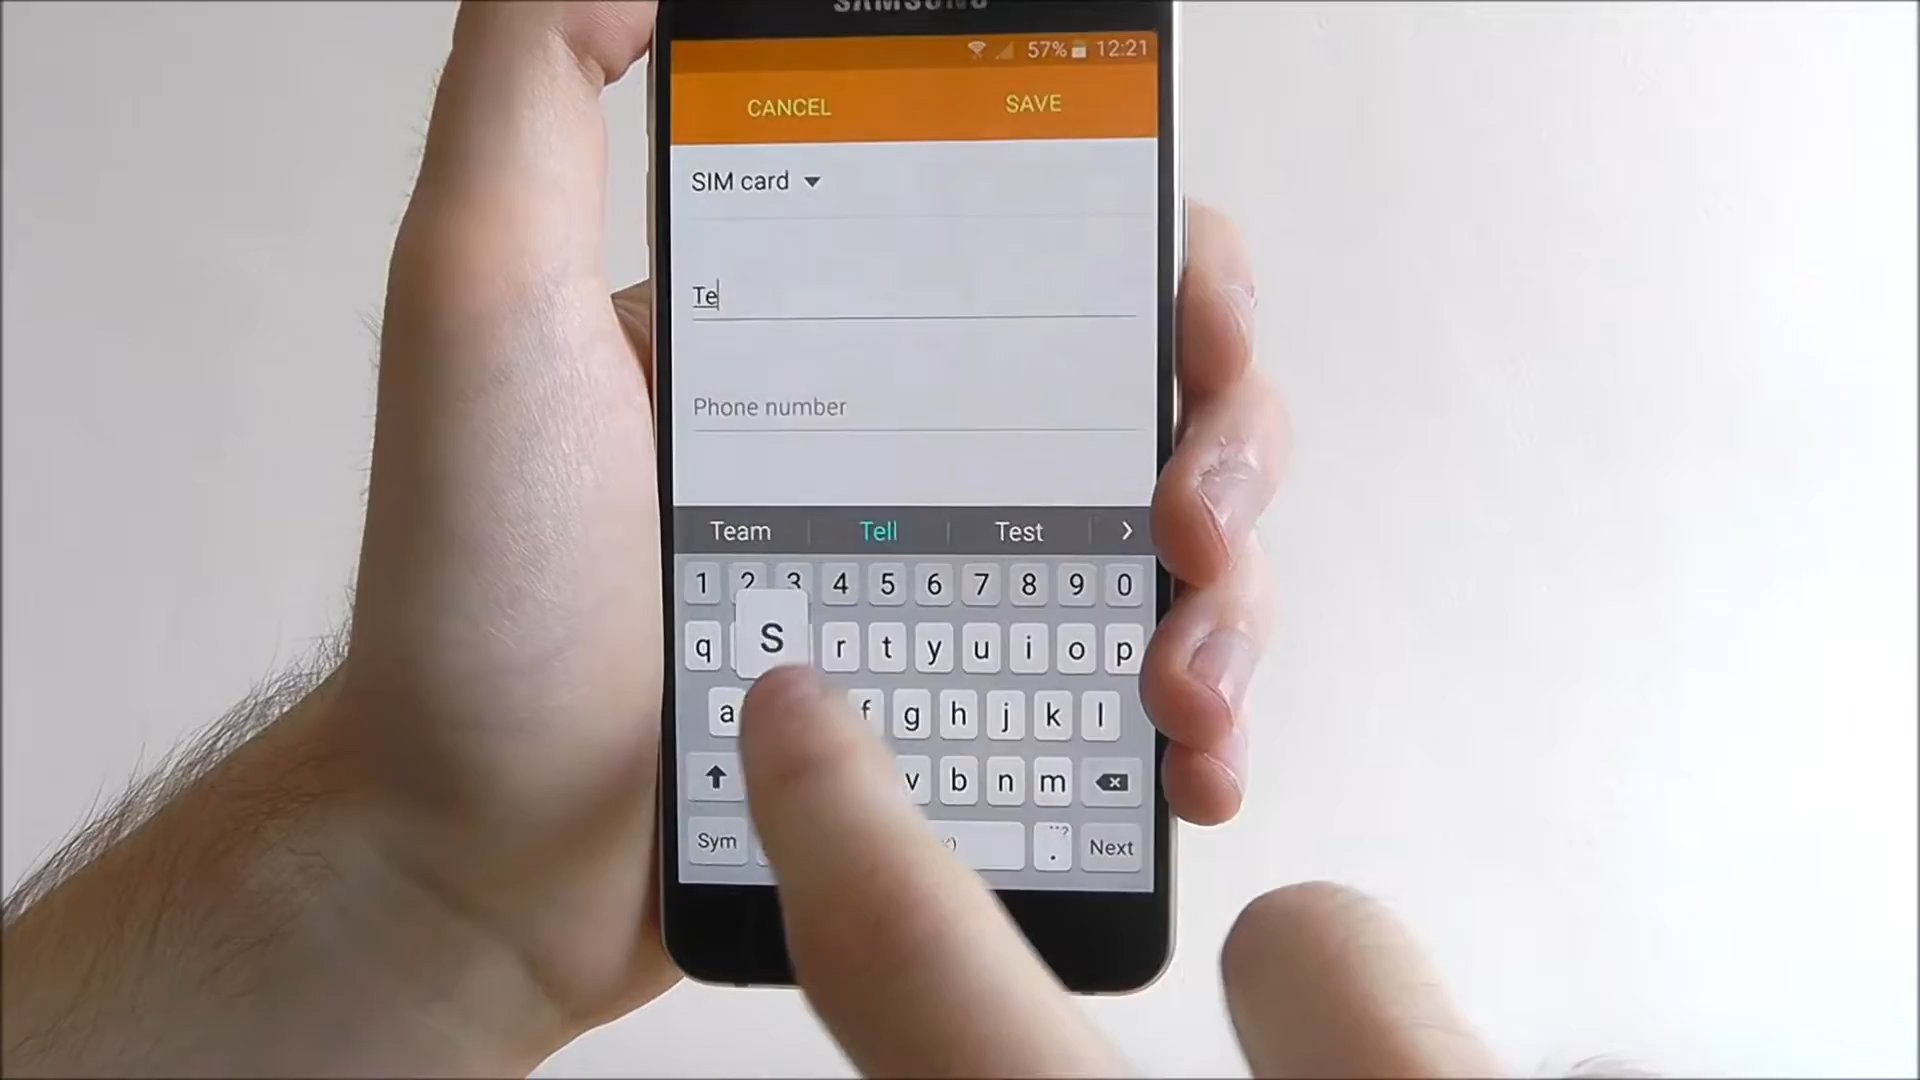 SAMSUNG
57% 12:21
CANCEL SAVE
SIM card
Te
Phone number
Team Tell Test >
1 2 3 4 5 6 7 8 9 0
q S r t y u i o p
a f g h j k l
v b n m
Sym . Next